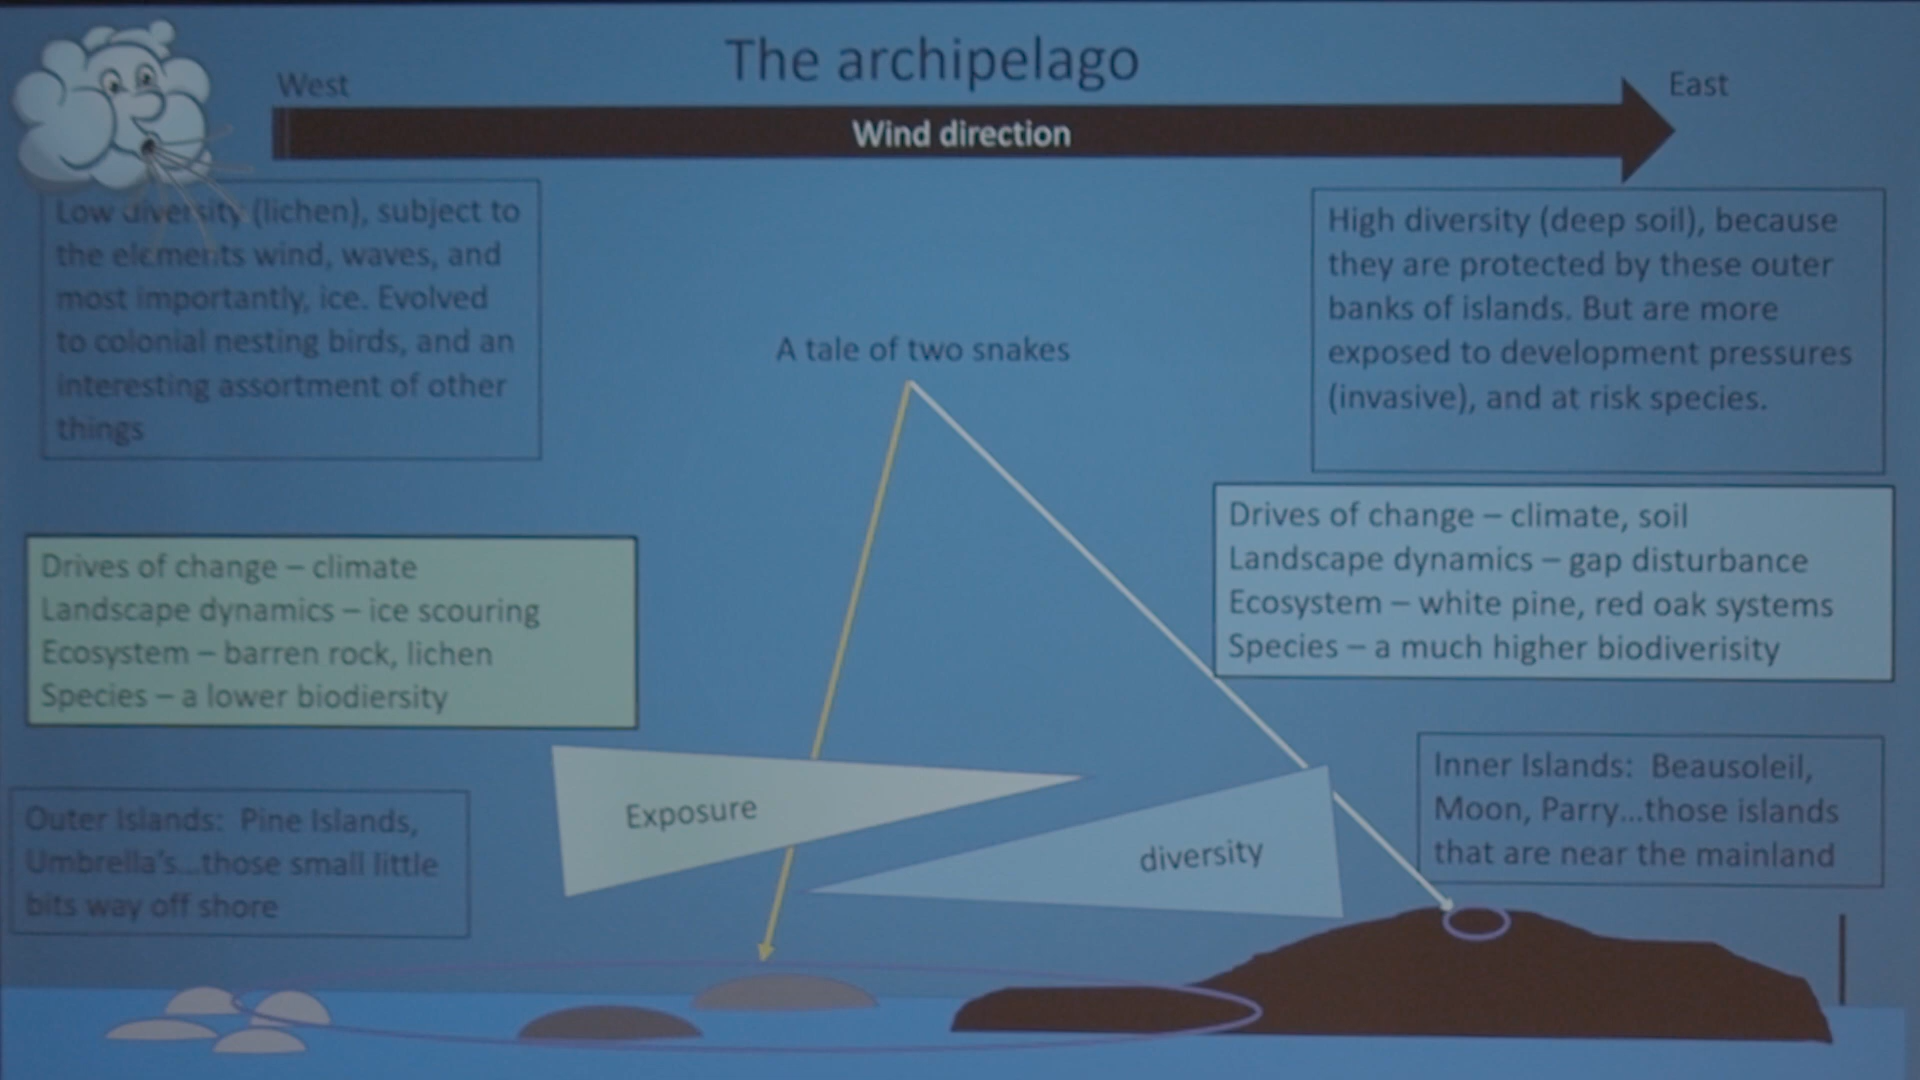 The archipelago
West
East
Wind direction
Low diversity (lichen), subject to
the elements wind, waves, and
most importantly, ice. Evolved
to colonial nesting birds, and an
interesting assortment of other
things
High diversity (deep soil), because
they are protected by these outer
banks of islands. But are more
exposed to development pressures
(invasive), and at risk species.
A tale of two snakes
Drives of change – climate
Landscape dynamics – ice scouring
Ecosystem – barren rock, lichen
Species – a lower biodiersity
Drives of change – climate, soil
Landscape dynamics – gap disturbance
Ecosystem – white pine, red oak systems
Species – a much higher biodiverisity
Exposure
diversity
Outer Islands: Pine Islands,
Umbrella's...those small little
bits way off shore
Inner Islands: Beausoleil,
Moon, Parry...those islands
that are near the mainland